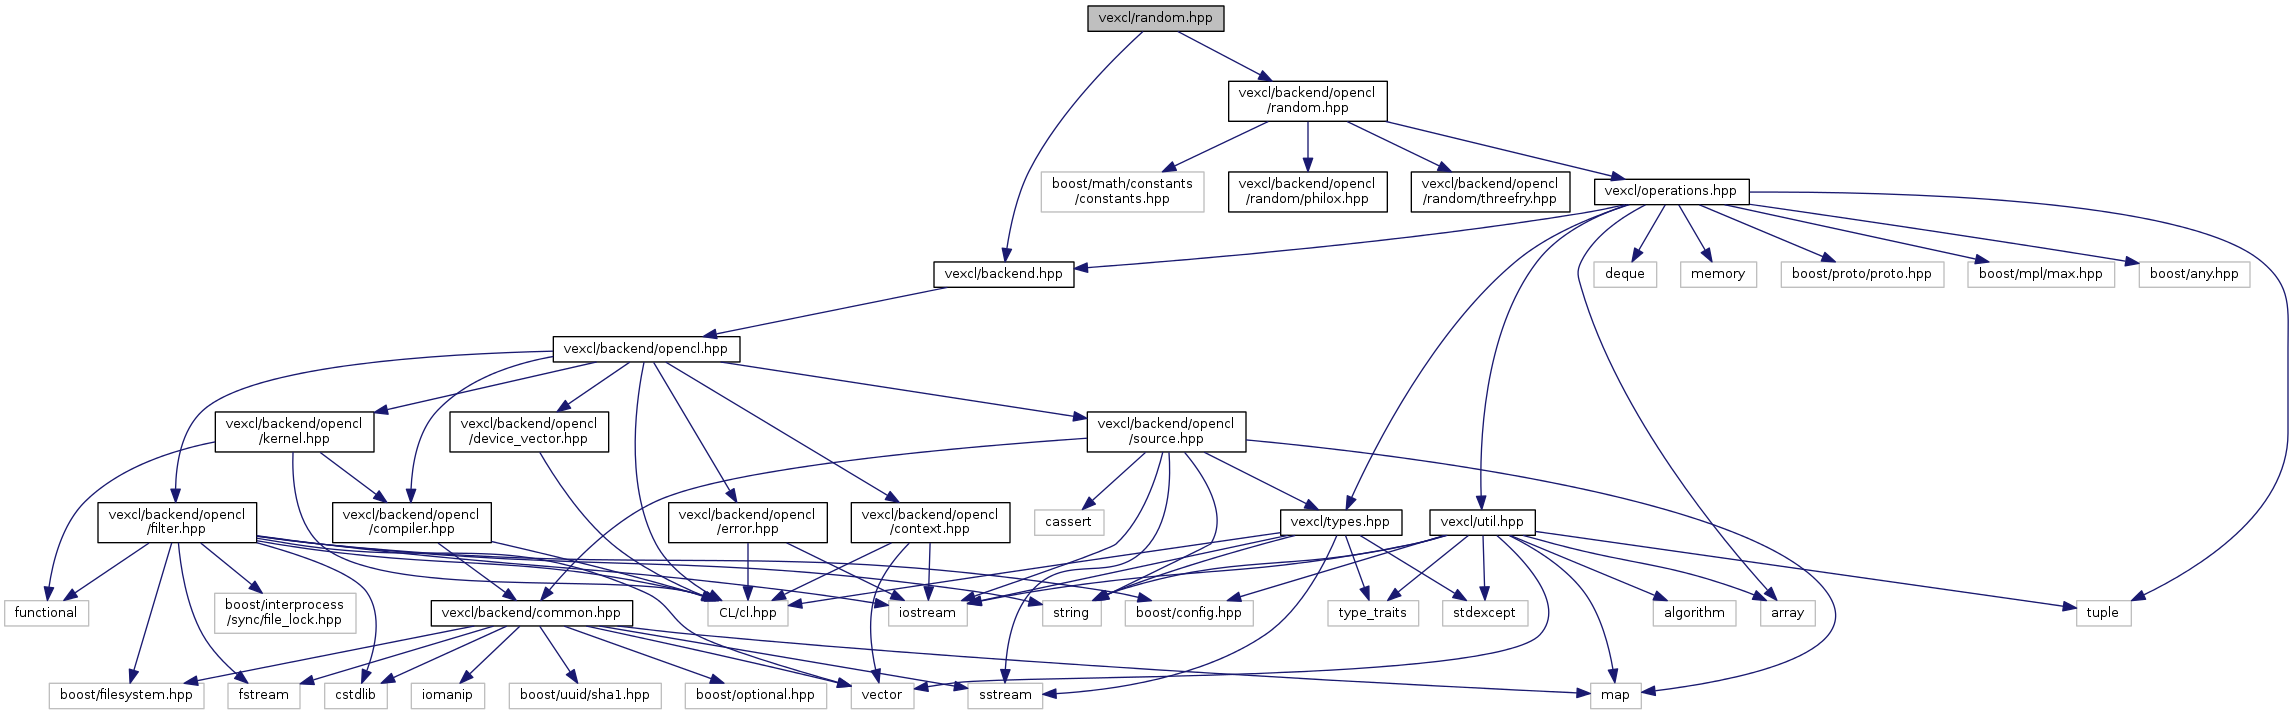 vexcl/random.hpp
vexcl/backend/opencl
/random.hpp
boost/math/constants
/constants.hpp
vexcl/backend/opencl
/random/philox.hpp
vexcl/backend/opencl
/random/threefry.hpp
vexcl/operations.hpp
vexcl/backend.hpp
deque
memory
boost/proto/proto.hpp
boost/mpl/max.hpp
boost/any.hpp
vexcl/backend/opencl.hpp
vexcl/backend/opencl
/kernel.hpp
vexcl/backend/opencl
/device_vector.hpp
vexcl/backend/opencl
/source.hpp
vexcl/backend/opencl
/filter.hpp
vexcl/backend/opencl
/compiler.hpp
vexcl/backend/opencl
/error.hpp
vexcl/backend/opencl
/context.hpp
cassert
vexcl/types.hpp
vexcl/util.hpp
functional
boost/interprocess
/sync/file_lock.hpp
vexcl/backend/common.hpp
CL/cl.hpp
iostream
string
boost/config.hpp
type_traits
stdexcept
algorithm
array
tuple
boost/filesystem.hpp
fstream
cstdlib
iomanip
boost/uuid/sha1.hpp
boost/optional.hpp
vector
sstream
map